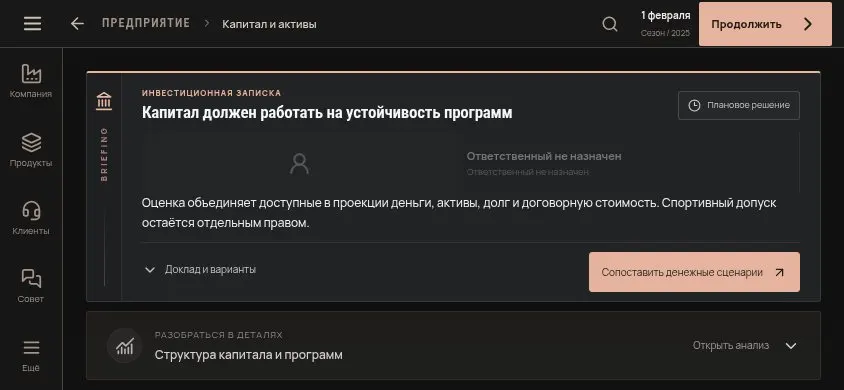 ПРЕДПРИЯТИЕ
Капитал и активы
1 февраля
Сезон / 2025
Продолжить
Компания
Продукты
Клиенты
Совет
Ещё
BRIEFING
ИНВЕСТИЦИОННАЯ ЗАПИСКА
Капитал должен работать на устойчивость программ
Плановое решение
Ответственный не назначен
Ответственный не назначен
Оценка объединяет доступные в проекции деньги, активы, долг и договорную стоимость. Спортивный допуск
остаётся отдельным правом.
Доклад и варианты
Сопоставить денежные сценарии
РАЗОБРАТЬСЯ В ДЕТАЛЯХ
Структура капитала и программ
Открыть анализ